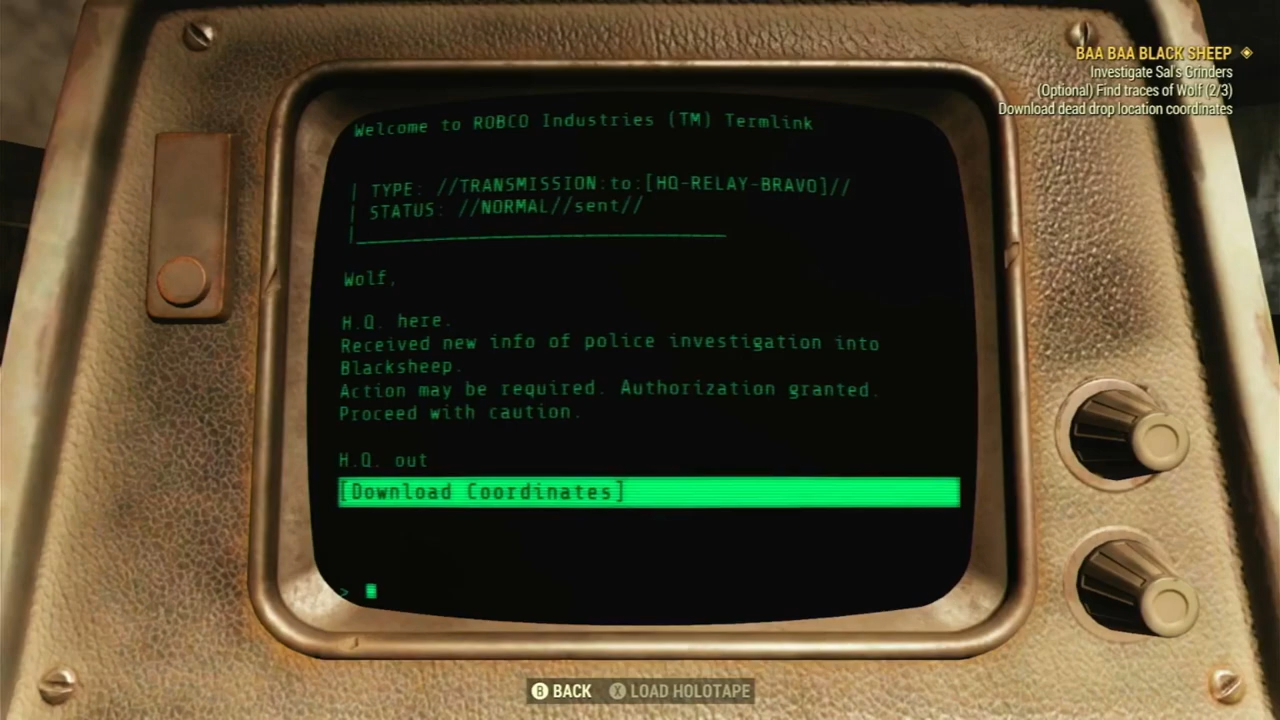 BAA BAA BLACK SHEEP
Investigate Sal's Grinders
(Optional) Find traces of Wolf (2/3)
Download dead drop location coordinates
Welcome to ROBCO Industries (TM) Termlink
| TYPE: //TRANSMISSION:to:[HQ-RELAY-BRAVO]//
| STATUS: //NORMAL//sent//
|___________________________________
Wolf,
H.Q. here.
Received new info of police investigation into
Blacksheep.
Action may be required. Authorization granted.
Proceed with caution.
H.Q. out
[Download Coordinates]
>
B BACK X LOAD HOLOTAPE